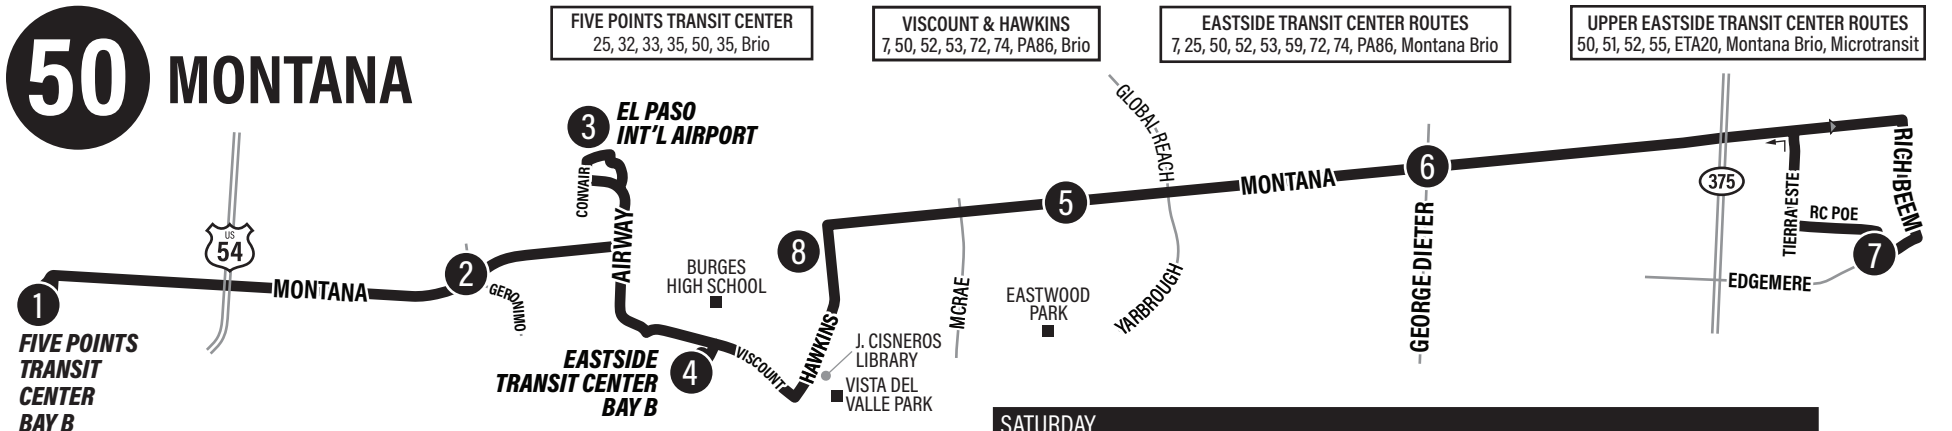 50 MONTANA
FIVE POINTS TRANSIT CENTER
25, 32, 33, 35, 50, 35, Brio
VISCOUNT & HAWKINS
7, 50, 52, 53, 72, 74, PA86, Brio
EASTSIDE TRANSIT CENTER ROUTES
7, 25, 50, 52, 53, 59, 72, 74, PA86, Montana Brio
UPPER EASTSIDE TRANSIT CENTER ROUTES
50, 51, 52, 55, ETA20, Montana Brio, Microtransit
3
EL PASO
INT'L AIRPORT
CONVAIR
AIRWAY
US
54
1
FIVE POINTS
TRANSIT
CENTER
BAY B
MONTANA
2
GERONIMO
BURGES
HIGH SCHOOL
EASTSIDE
TRANSIT CENTER
BAY B
4
VISCOUNT
HAWKINS
8
J. CISNEROS
LIBRARY
VISTA DEL
VALLE PARK
MCRAE
5
EASTWOOD
PARK
GLOBAL REACH
YARBROUGH
MONTANA
6
GEORGE DIETER
375
TIERRA ESTE
RC POE
RICH BEEM
7
EDGEMERE
SATURDAY